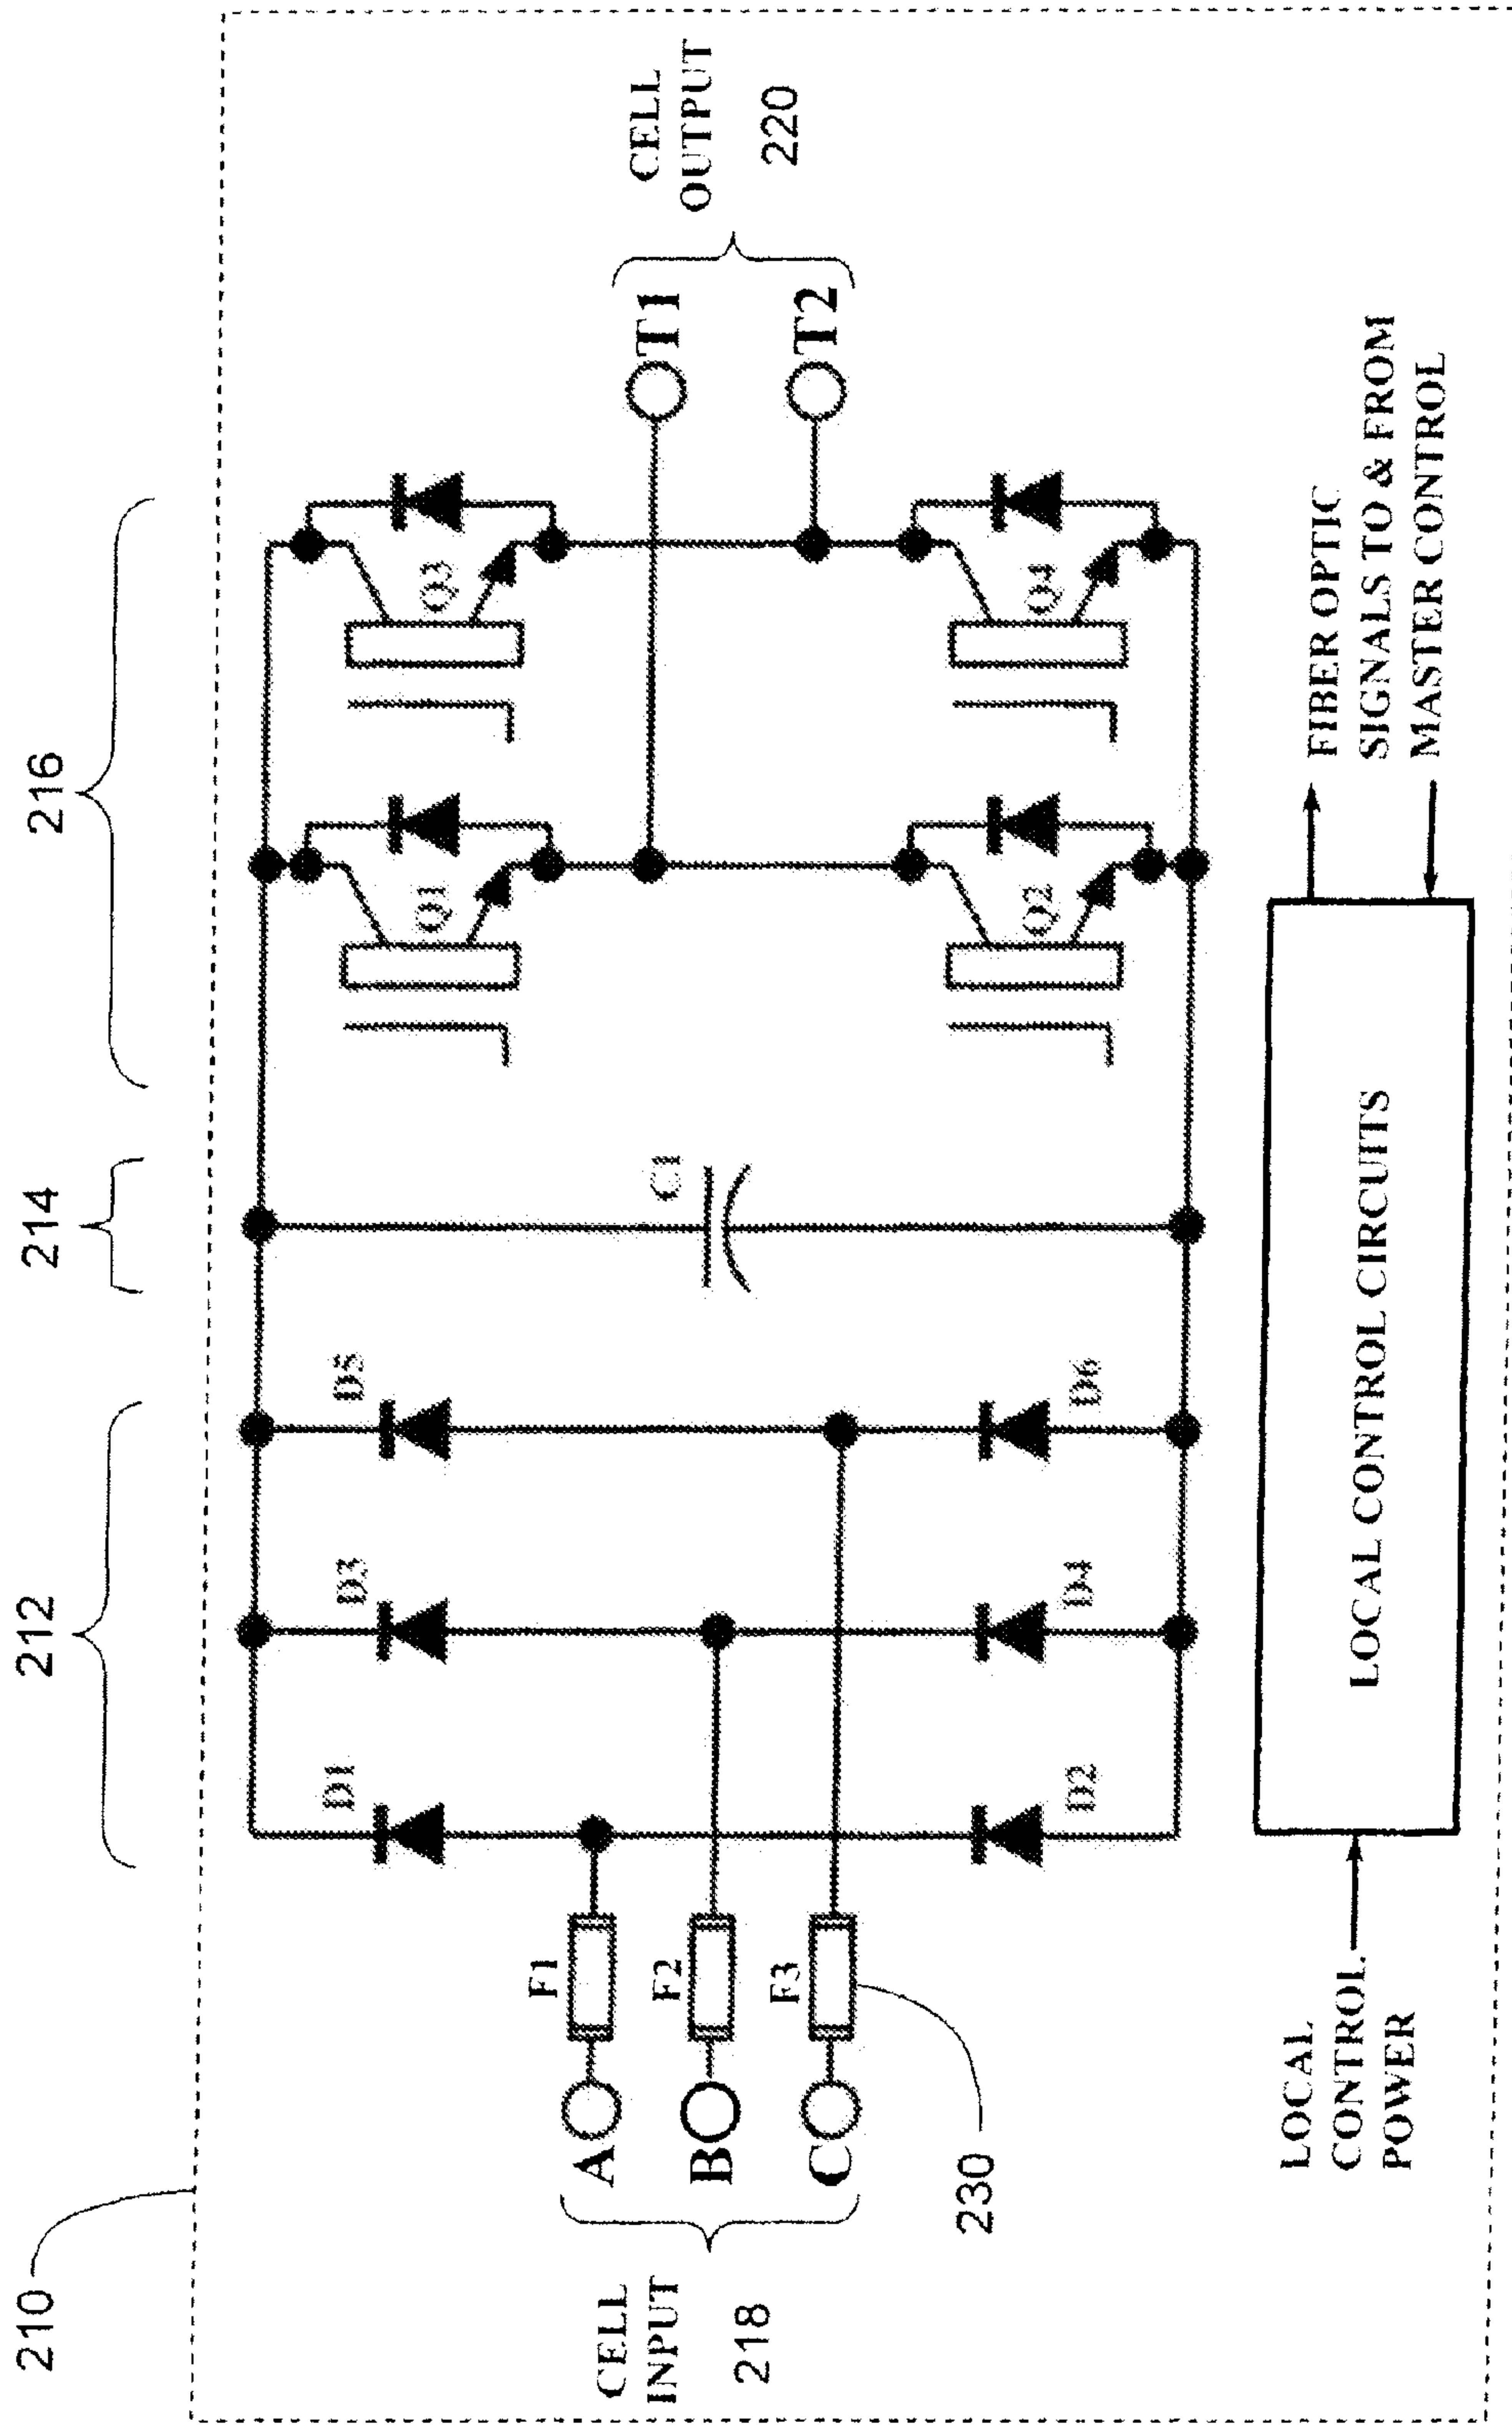 210
212
214
216
D1
D3
D5
C1
Q1
Q3
CELL
INPUT
218
A
B
C
F1
F2
F3
230
D2
D4
D6
Q2
Q4
T1
T2
CELL
OUTPUT
220
LOCAL
CONTROL
POWER
LOCAL CONTROL CIRCUITS
FIBER OPTIC
SIGNALS TO & FROM
MASTER CONTROL